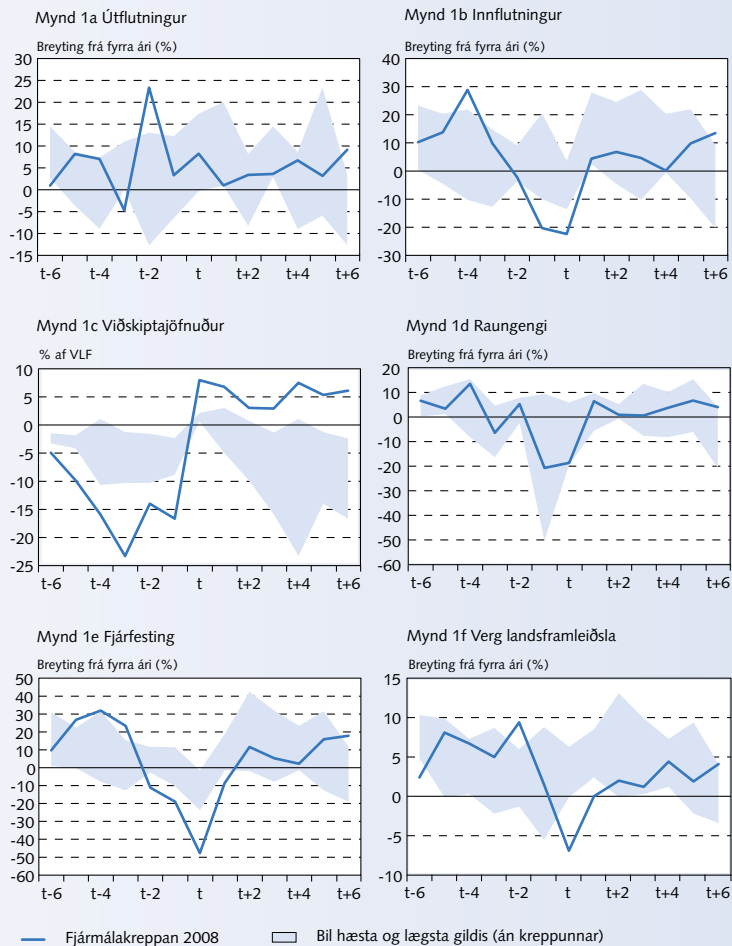 Mynd 1a Útflutningur
Breyting frá fyrra ári (%)
30
25
20
15
10
5
0
-5
-10
-15
t-6 t-4 t-2 t t+2 t+4 t+6
Mynd 1b Innflutningur
Breyting frá fyrra ári (%)
40
30
20
10
0
-10
-20
-30
t-6 t-4 t-2 t t+2 t+4 t+6
Mynd 1c Viðskiptajöfnuður
% af VLF
10
5
0
-5
-10
-15
-20
-25
t-6 t-4 t-2 t t+2 t+4 t+6
Mynd 1d Raungengi
Breyting frá fyrra ári (%)
20
10
0
-10
-20
-30
-40
-50
-60
t-6 t-4 t-2 t t+2 t+4 t+6
Mynd 1e Fjárfesting
Breyting frá fyrra ári (%)
50
40
30
20
10
0
-10
-20
-30
-40
-50
-60
t-6 t-4 t-2 t t+2 t+4 t+6
Mynd 1f Verg landsframleiðsla
Breyting frá fyrra ári (%)
15
10
5
0
-5
-10
t-6 t-4 t-2 t t+2 t+4 t+6
Fjármálakreppan 2008
Bil hæsta og lægsta gildis (án kreppunnar)